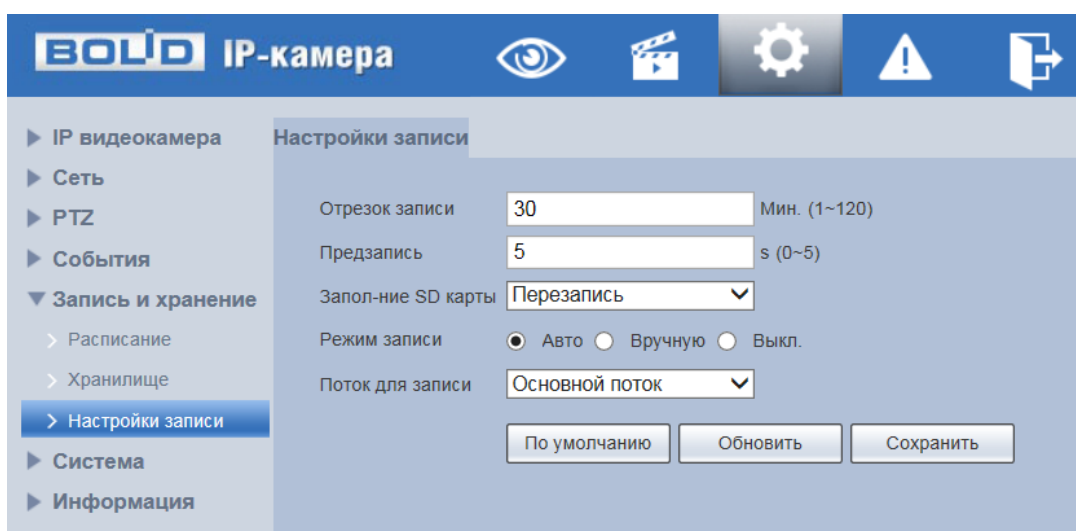 BOLID IP-камера
IP видеокамера
Сеть
PTZ
События
Запись и хранение
Расписание
Хранилище
Настройки записи
Система
Информация
Настройки записи
Отрезок записи 30 Мин. (1~120)
Предзапись 5 s (0~5)
Запол-ние SD карты Перезапись
Режим записи Авто Вручную Выкл.
Поток для записи Основной поток
По умолчанию Обновить Сохранить